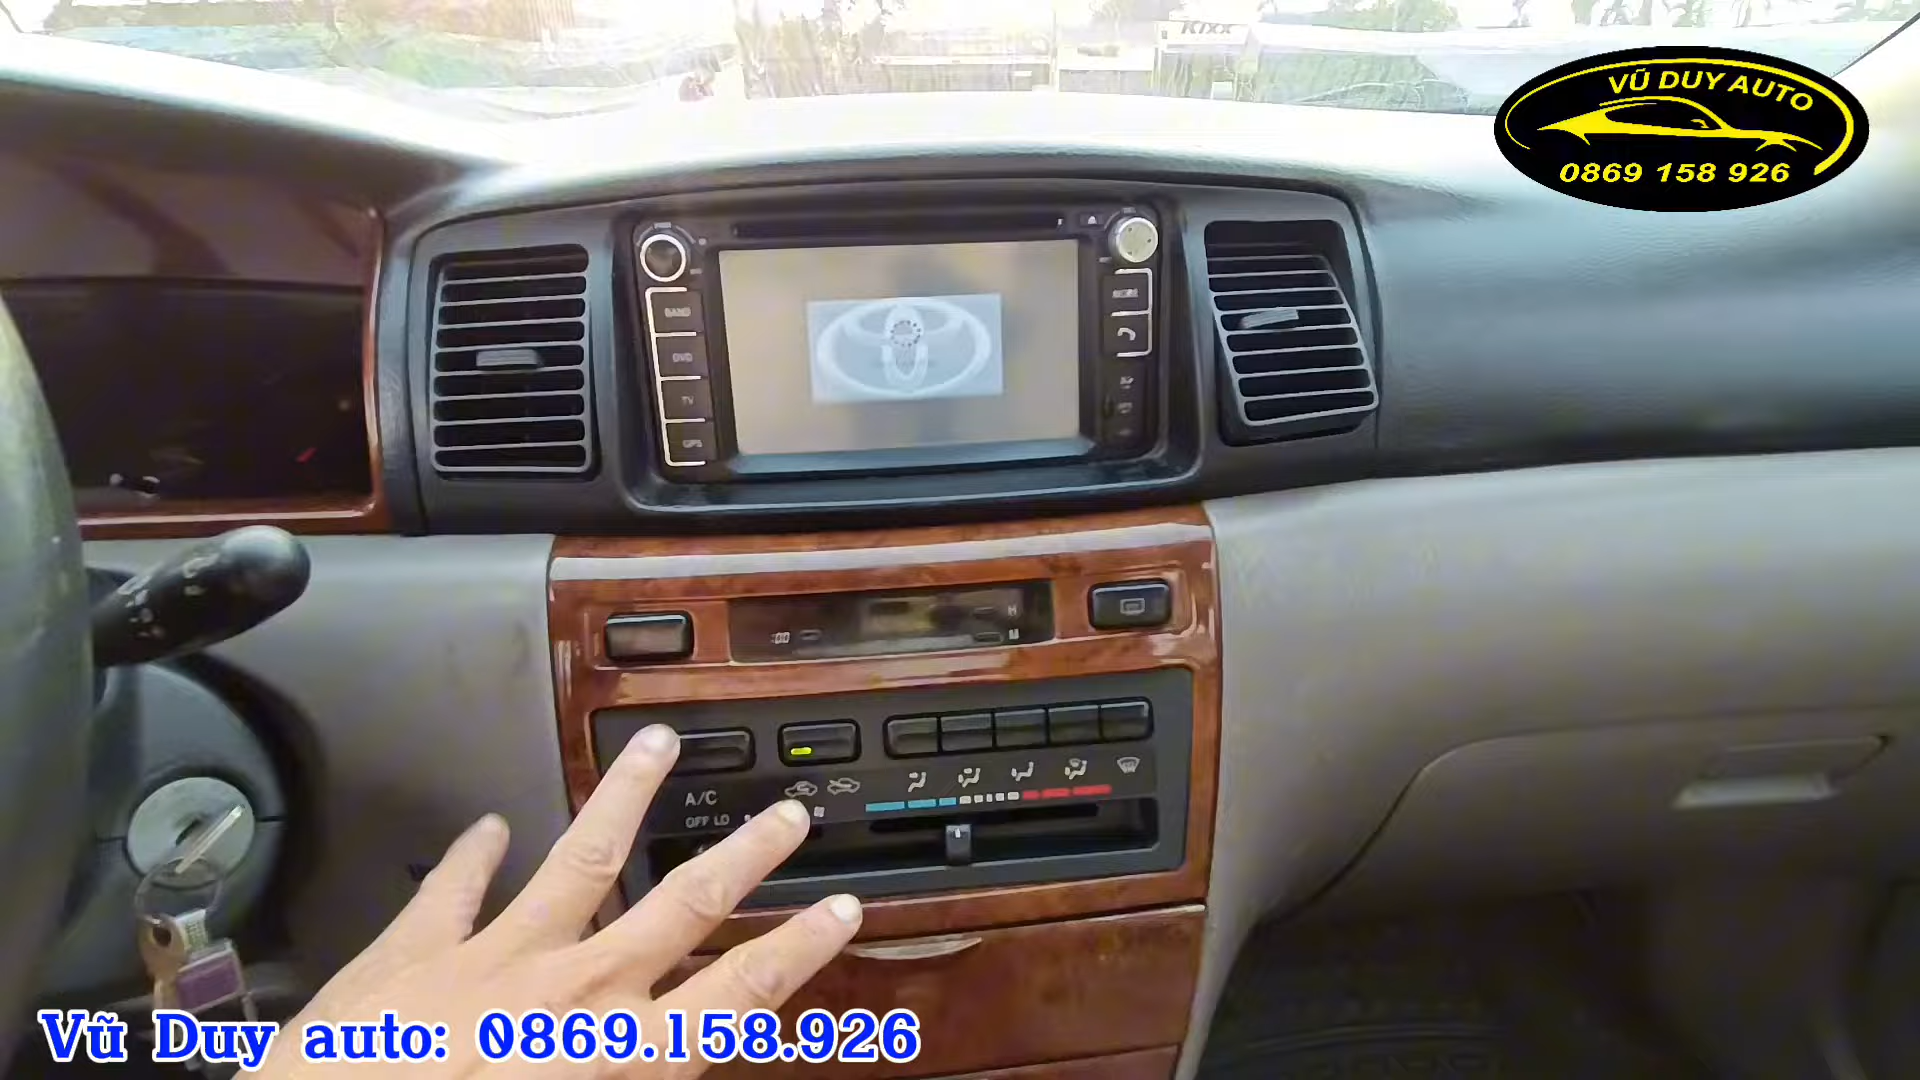 KIXX
VŨ DUY AUTO
0869 158 926
BAND
DVD
TV
GPS
A/C
OFF LO
Vũ Duy auto: 0869.158.926